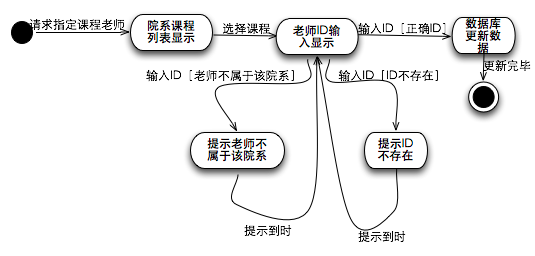 请求指定课程老师
院系课程
列表显示
选择课程
老师ID输
入显示
输入ID［正确ID］
数据库
更新数
据
更新完毕
输入ID［老师不属于该院系］
输入ID［ID不存在］
提示老师不
属于该院系
提示ID
不存在
提示到时
提示到时